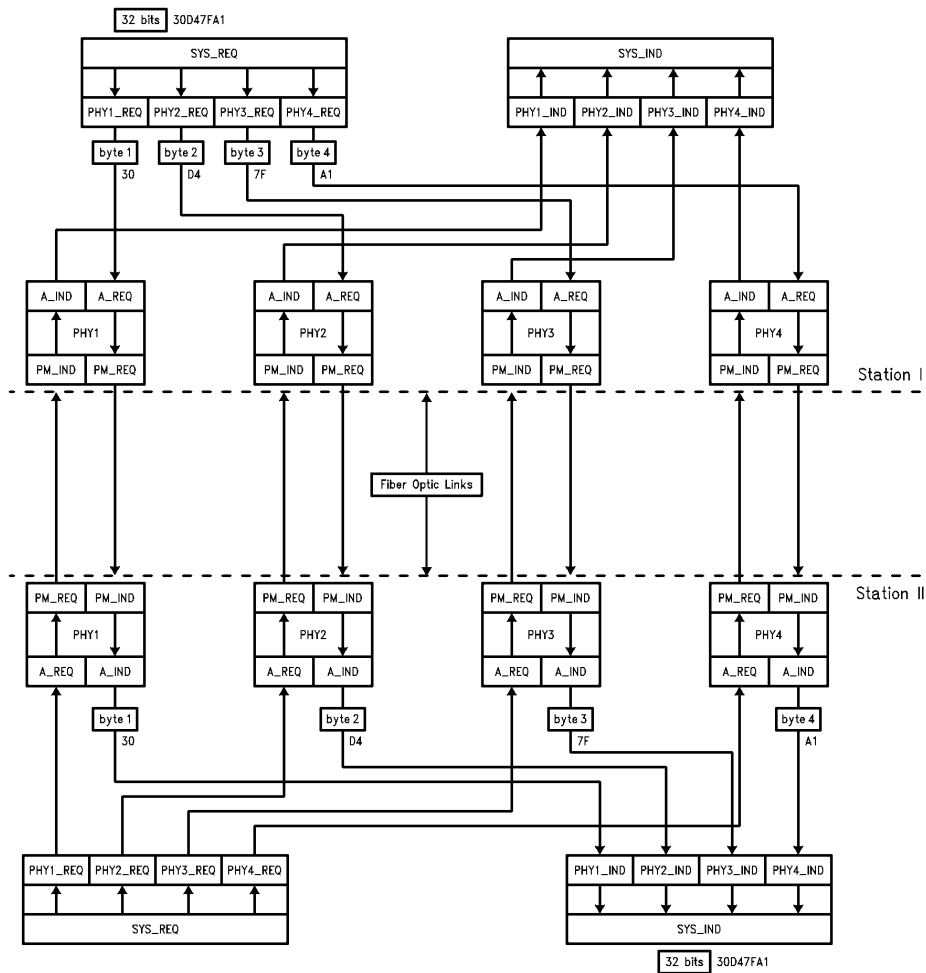 32 bits 30D47FA1
SYS_REQ SYS_IND
PHY1_REQ PHY2_REQ PHY3_REQ PHY4_REQ PHY1_IND PHY2_IND PHY3_IND PHY4_IND
byte 1 byte 2 byte 3 byte 4
30 D4 7F A1
A_IND A_REQ A_IND A_REQ A_IND A_REQ A_IND A_REQ
PHY1 PHY2 PHY3 PHY4
PM_IND PM_REQ PM_IND PM_REQ PM_IND PM_REQ PM_IND PM_REQ
Station I
Fiber Optic Links
Station II
PM_REQ PM_IND PM_REQ PM_IND PM_REQ PM_IND PM_REQ PM_IND
PHY1 PHY2 PHY3 PHY4
A_REQ A_IND A_REQ A_IND A_REQ A_IND A_REQ A_IND
byte 1 byte 2 byte 3 byte 4
30 D4 7F A1
PHY1_REQ PHY2_REQ PHY3_REQ PHY4_REQ PHY1_IND PHY2_IND PHY3_IND PHY4_IND
SYS_REQ SYS_IND
32 bits 30D47FA1